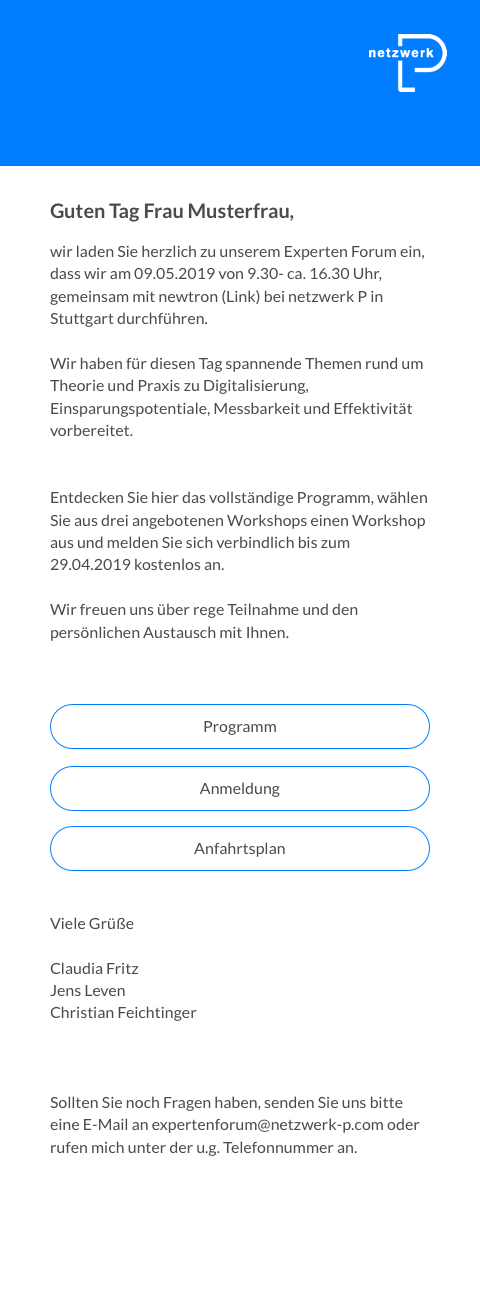 netzwerk
Guten Tag Frau Musterfrau,
wir laden Sie herzlich zu unserem Experten Forum ein,
dass wir am 09.05.2019 von 9.30- ca. 16.30 Uhr,
gemeinsam mit newtron (Link) bei netzwerk P in
Stuttgart durchführen.
Wir haben für diesen Tag spannende Themen rund um
Theorie und Praxis zu Digitalisierung,
Einsparungspotentiale, Messbarkeit und Effektivität
vorbereitet.
Entdecken Sie hier das vollständige Programm, wählen
Sie aus drei angebotenen Workshops einen Workshop
aus und melden Sie sich verbindlich bis zum
29.04.2019 kostenlos an.
Wir freuen uns über rege Teilnahme und den
persönlichen Austausch mit Ihnen.
Programm
Anmeldung
Anfahrtsplan
Viele Grüße
Claudia Fritz
Jens Leven
Christian Feichtinger
Sollten Sie noch Fragen haben, senden Sie uns bitte
eine E-Mail an expertenforum@netzwerk-p.com oder
rufen mich unter der u.g. Telefonnummer an.